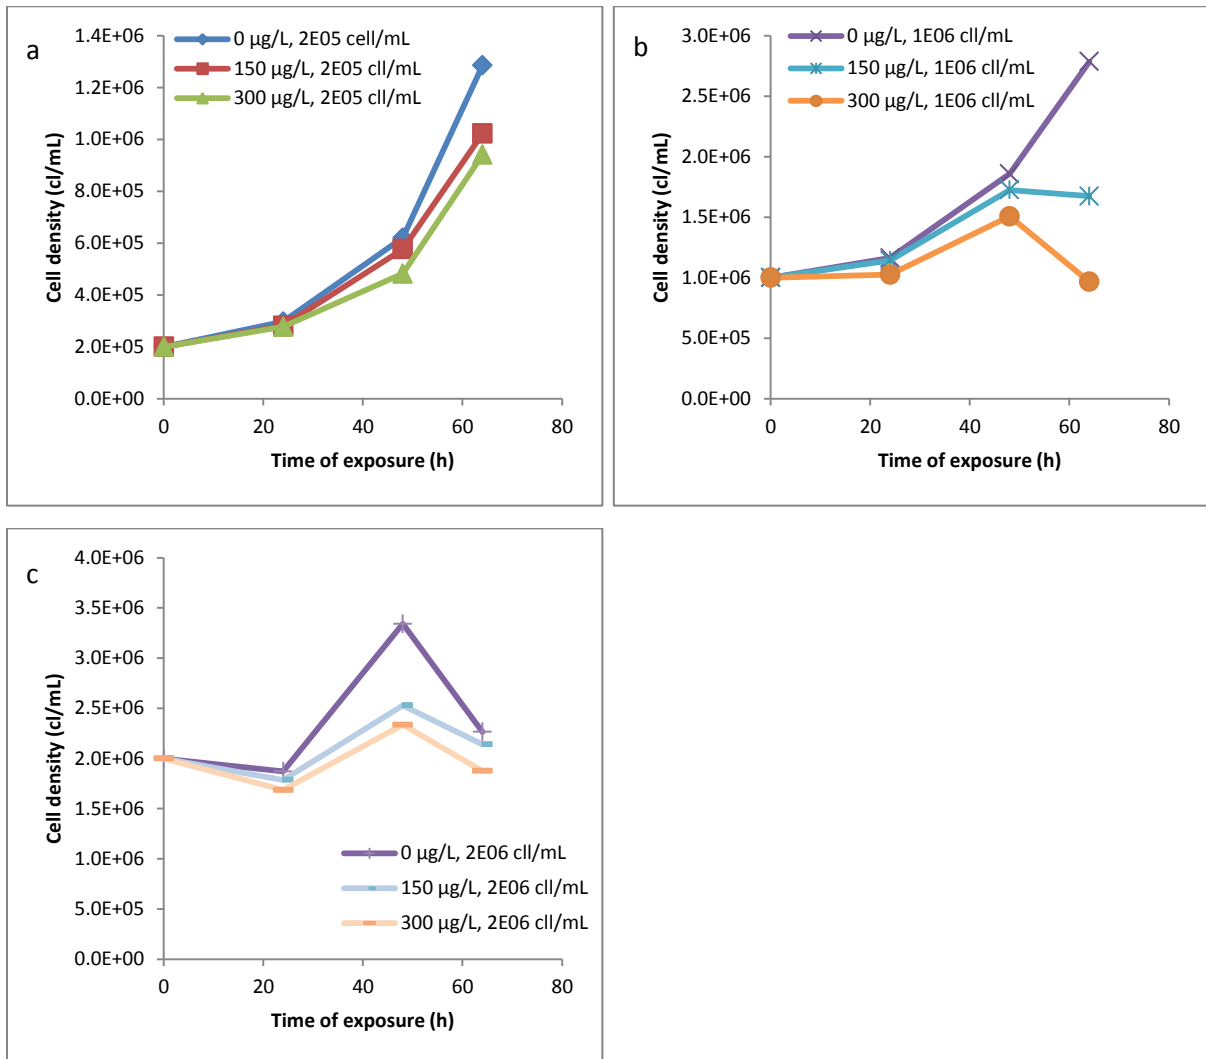 a
0 µg/L, 2E05 cell/mL
150 µg/L, 2E05 cll/mL
300 µg/L, 2E05 cll/mL
1.4E+06
1.2E+06
1.0E+06
8.0E+05
6.0E+05
4.0E+05
2.0E+05
0.0E+00
Cell density (cl/mL)
0 20 40 60 80
Time of exposure (h)
b
0 µg/L, 1E06 cll/mL
150 µg/L, 1E06 cll/mL
300 µg/L, 1E06 cll/mL
3.0E+06
2.5E+06
2.0E+06
1.5E+06
1.0E+06
5.0E+05
0.0E+00
Cell density (cl/mL)
0 20 40 60 80
Time of exposure (h)
c
4.0E+06
3.5E+06
3.0E+06
2.5E+06
2.0E+06
1.5E+06
1.0E+06
5.0E+05
0.0E+00
Cell density (cl/mL)
0 µg/L, 2E06 cll/mL
150 µg/L, 2E06 cll/mL
300 µg/L, 2E06 cll/mL
0 20 40 60 80
Time of exposure (h)